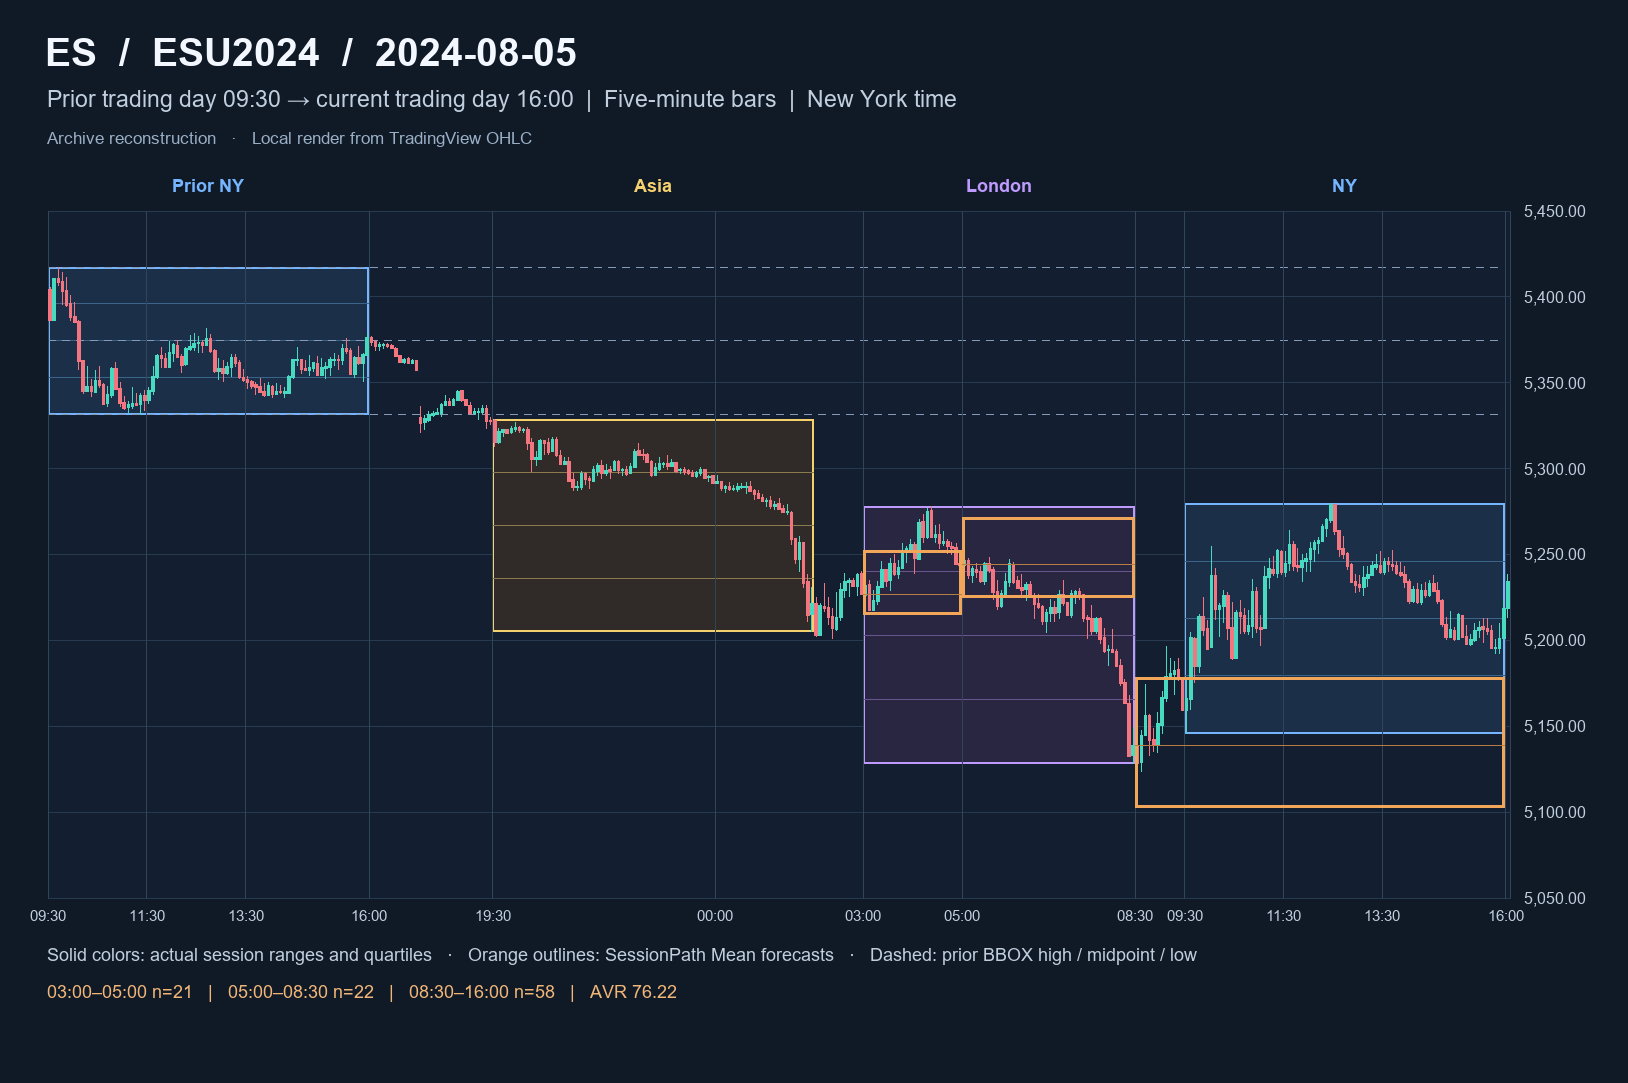 ES / ESU2024 / 2024-08-05
Prior trading day 09:30 → current trading day 16:00 | Five-minute bars | New York time
Archive reconstruction · Local render from TradingView OHLC
Prior NY Asia London NY
5,450.00
5,400.00
5,350.00
5,300.00
5,250.00
5,200.00
5,150.00
5,100.00
5,050.00
09:30 11:30 13:30 16:00 19:30 00:00 03:00 05:00 08:30 09:30 11:30 13:30 16:00
Solid colors: actual session ranges and quartiles · Orange outlines: SessionPath Mean forecasts · Dashed: prior BBOX high / midpoint / low
03:00–05:00 n=21 | 05:00–08:30 n=22 | 08:30–16:00 n=58 | AVR 76.22